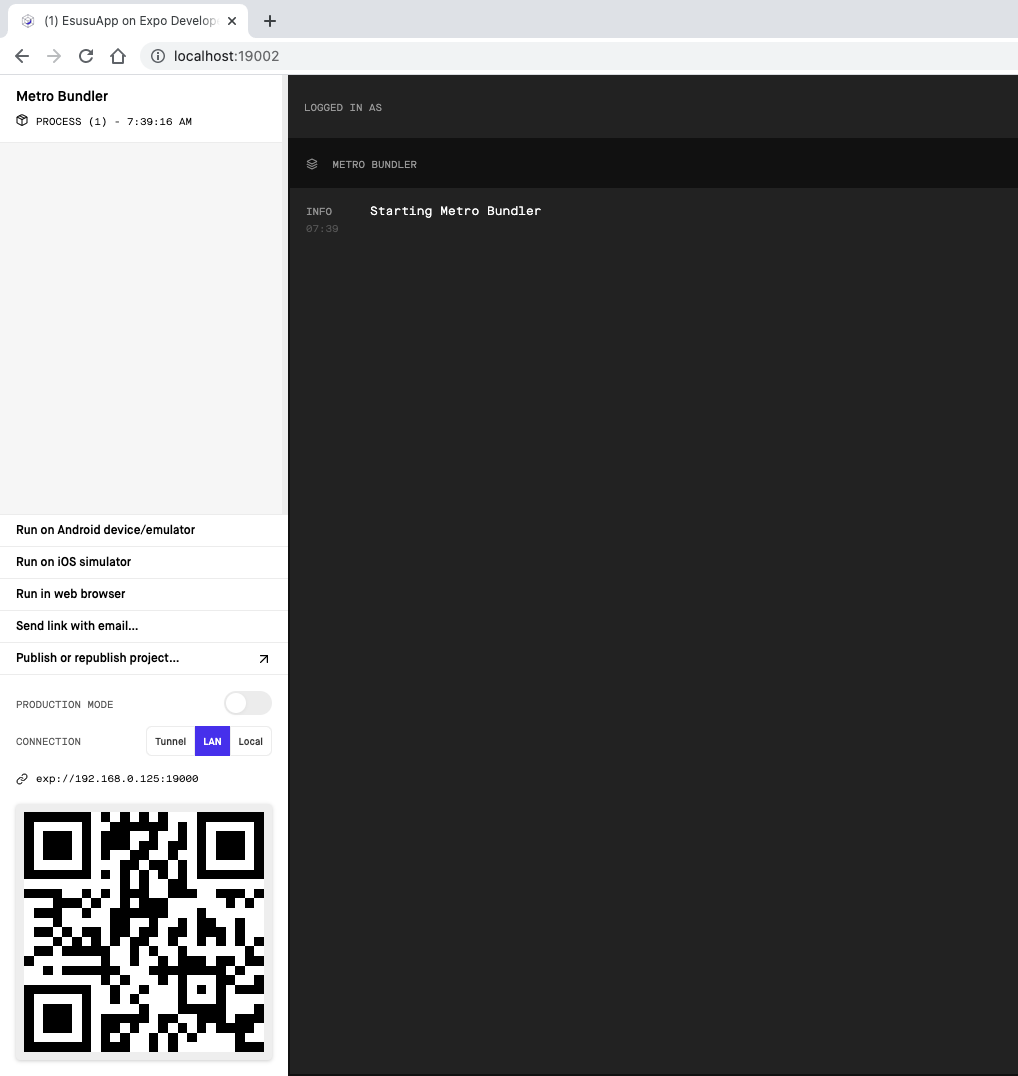 (1) EsusuApp on Expo Develop
localhost:19002
Metro Bundler
PROCESS (1) - 7:39:16 AM
LOGGED IN AS
METRO BUNDLER
INFO Starting Metro Bundler
07:39
Run on Android device/emulator
Run on iOS simulator
Run in web browser
Send link with email…
Publish or republish project…
PRODUCTION MODE
CONNECTION Tunnel LAN Local
exp://192.168.0.125:19000